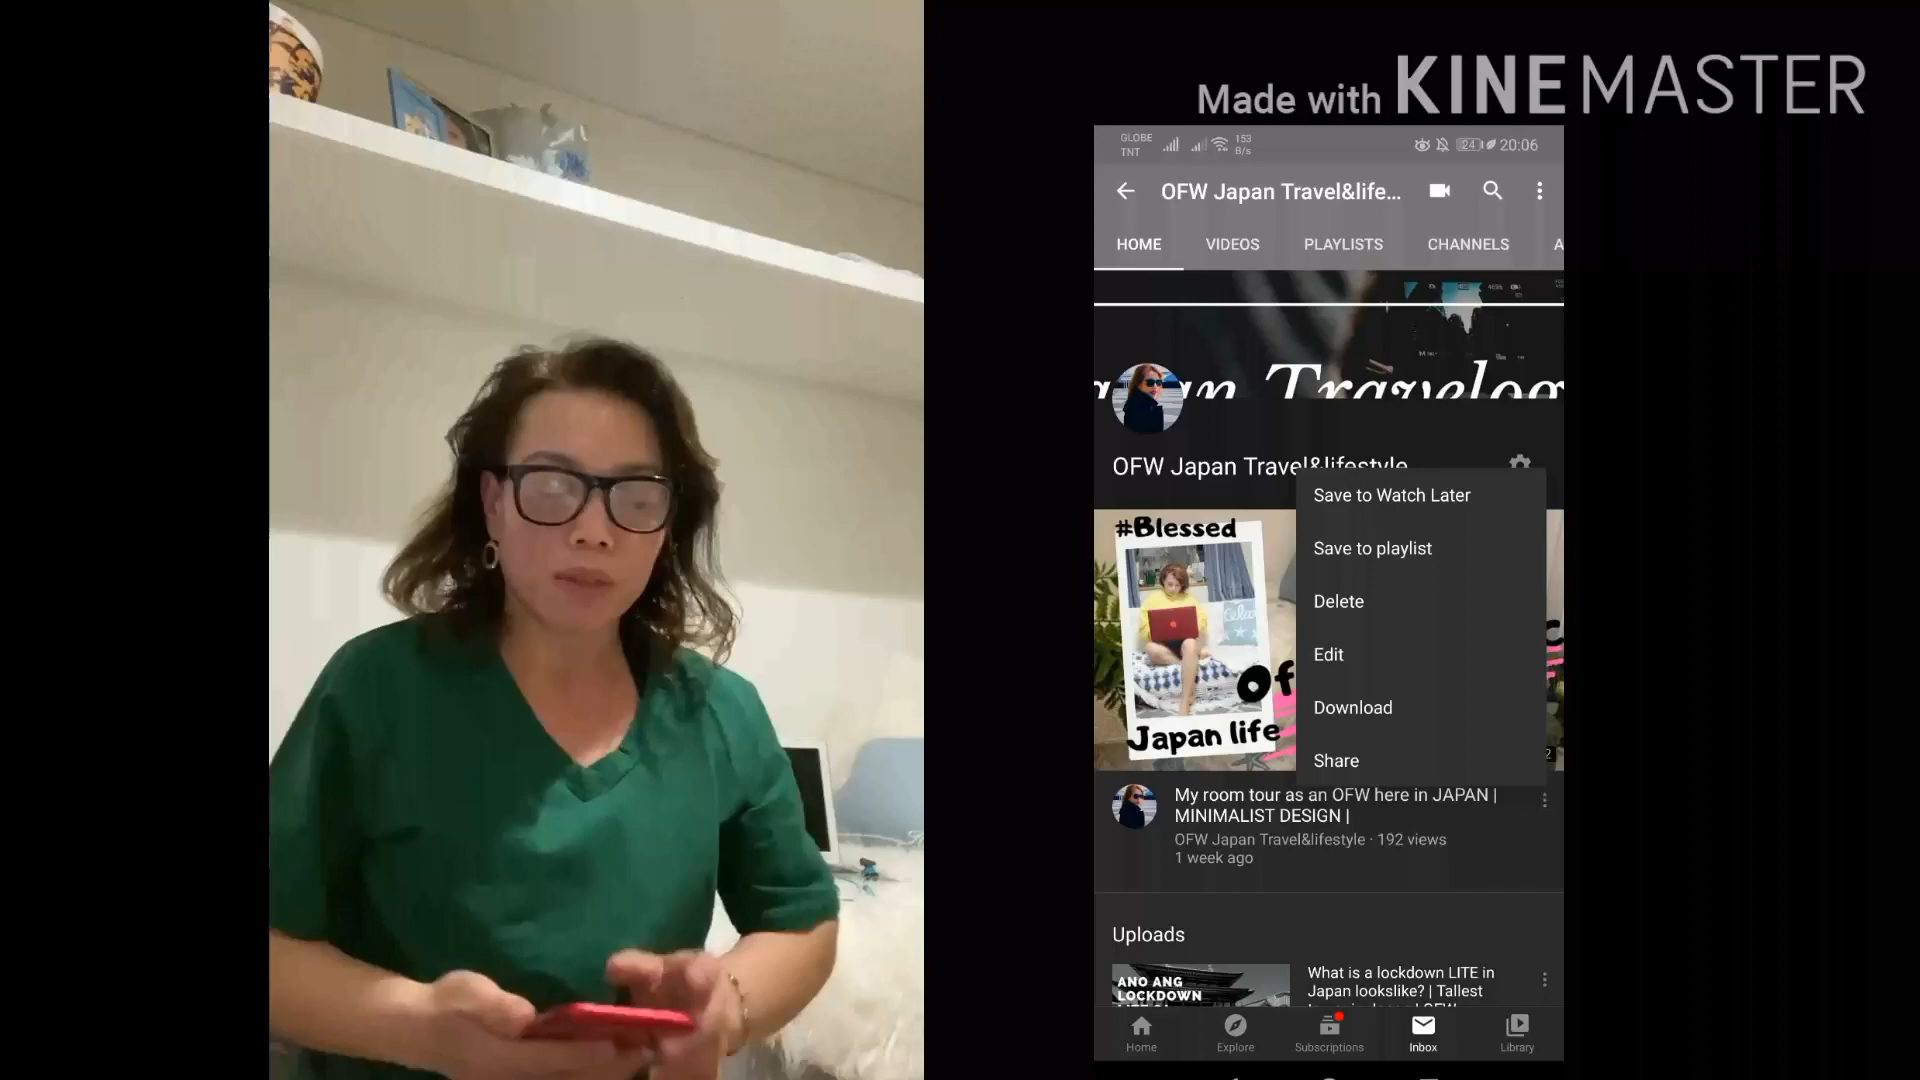 Made with KINEMASTER
GLOBE
TNT
153
B/s
24
20:06
OFW Japan Travel&life...
HOME
VIDEOS
PLAYLISTS
CHANNELS
A
Travelog
OFW Japan Travel&lifestyle
Save to Watch Later
Save to playlist
Delete
Edit
Download
Share
#Blessed
Of
Japan life
My room tour as an OFW here in JAPAN |
MINIMALIST DESIGN |
OFW Japan Travel&lifestyle · 192 views
1 week ago
Uploads
ANO ANG
LOCKDOWN
What is a lockdown LITE in
Japan lookslike? | Tallest
Home
Explore
Subscriptions
Inbox
Library